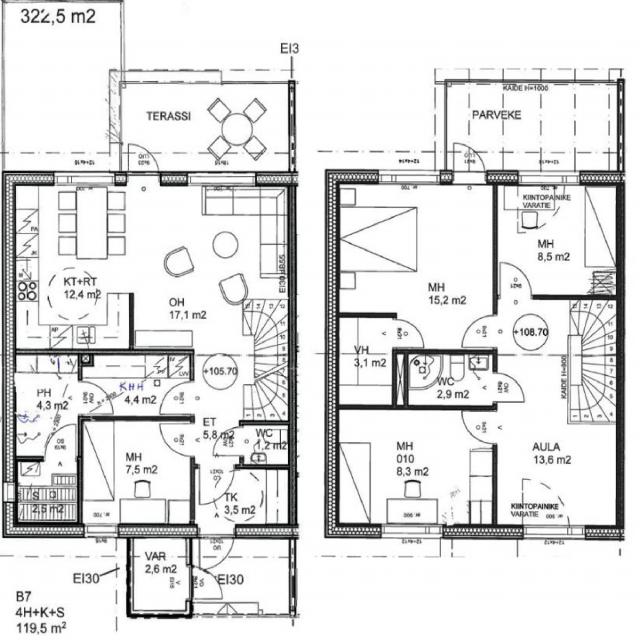 322,5 m2
EI3
KAIDE H=1000
TERASSI
PARVEKE
KIINTOPAINIKE
VARATIE
PA
JK
MH
8,5 m2
KT+RT
12,4 m2
OH
17,1 m2
MH
15,2 m2
+108.70
+105.70
VH
3,1 m2
KAIDE H=900
PH
4,3 m2
KHH
4,4 m2
WC
2,9 m2
ET
5,8 m2
WC
1,2 m2
MH
7,5 m2
MH
010
8,3 m2
AULA
13,6 m2
S
2,5 m2
TK
3,5 m2
KIINTOPAINIKE
VARATIE
VAR
2,6 m2
EI30
EI30
B7
4H+K+S
119,5 m²